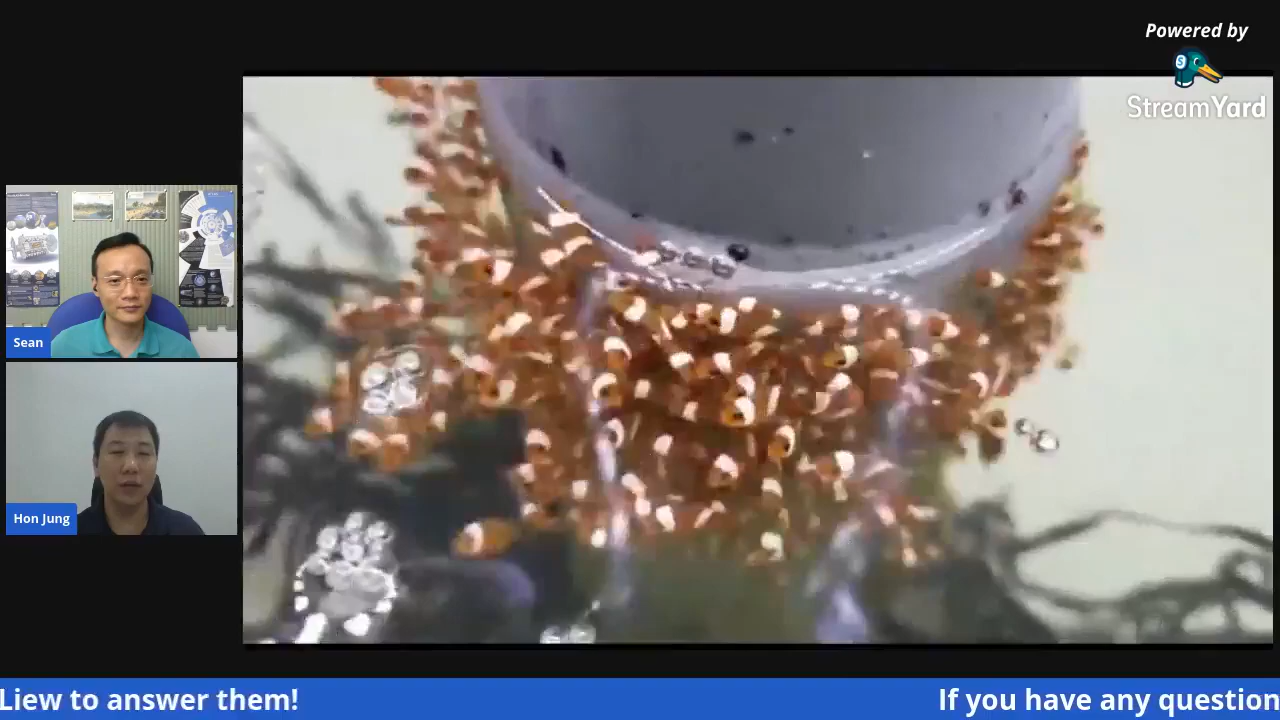 Powered by
StreamYard
Sean
Hon Jung
Liew to answer them!
If you have any question